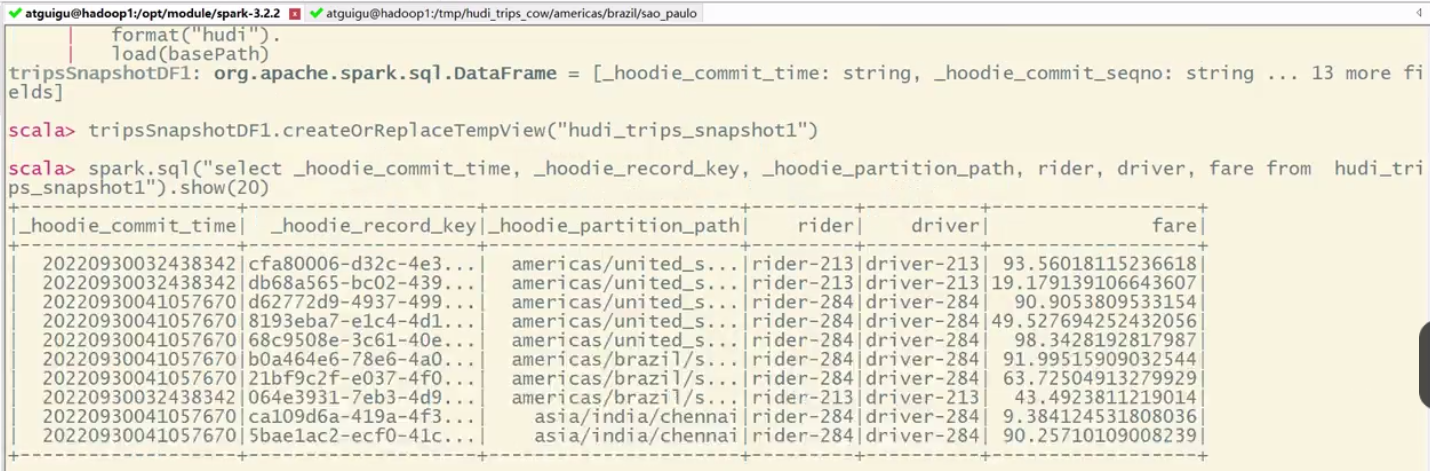 atguigu@hadoop1:/opt/module/spark-3.2.2 atguigu@hadoop1:/tmp/hudi_trips_cow/americas/brazil/sao_paulo
| format("hudi").
| load(basePath)
tripsSnapshotDF1: org.apache.spark.sql.DataFrame = [_hoodie_commit_time: string, _hoodie_commit_seqno: string ... 13 more fi
elds]
scala> tripsSnapshotDF1.createOrReplaceTempView("hudi_trips_snapshot1")
scala> spark.sql("select _hoodie_commit_time, _hoodie_record_key, _hoodie_partition_path, rider, driver, fare from  hudi_tri
ps_snapshot1").show(20)
+-------------------+--------------------+----------------------+---------+----------+------------------+
|_hoodie_commit_time|  _hoodie_record_key|_hoodie_partition_path|    rider|    driver|              fare|
+-------------------+--------------------+----------------------+---------+----------+------------------+
|  20220930032438342|cfa80006-d32c-4e3...|  americas/united_s...|rider-213|driver-213| 93.56018115236618|
|  20220930032438342|db68a565-bc02-439...|  americas/united_s...|rider-213|driver-213|19.179139106643607|
|  20220930041057670|d62772d9-4937-499...|  americas/united_s...|rider-284|driver-284|  90.9053809533154|
|  20220930041057670|8193eba7-e1c4-4d1...|  americas/united_s...|rider-284|driver-284|49.527694252432056|
|  20220930041057670|68c9508e-3c61-40e...|  americas/united_s...|rider-284|driver-284|  98.3428192817987|
|  20220930041057670|b0a464e6-78e6-4a0...|  americas/brazil/s...|rider-284|driver-284| 91.99515909032544|
|  20220930041057670|21bf9c2f-e037-4f0...|  americas/brazil/s...|rider-284|driver-284| 63.72504913279929|
|  20220930032438342|064e3931-7eb3-4d9...|  americas/brazil/s...|rider-213|driver-213|  43.4923811219014|
|  20220930041057670|ca109d6a-419a-4f3...|    asia/india/chennai|rider-284|driver-284| 9.384124531808036|
|  20220930041057670|5bae1ac2-ecf0-41c...|    asia/india/chennai|rider-284|driver-284| 90.25710109008239|
+-------------------+--------------------+----------------------+---------+----------+------------------+